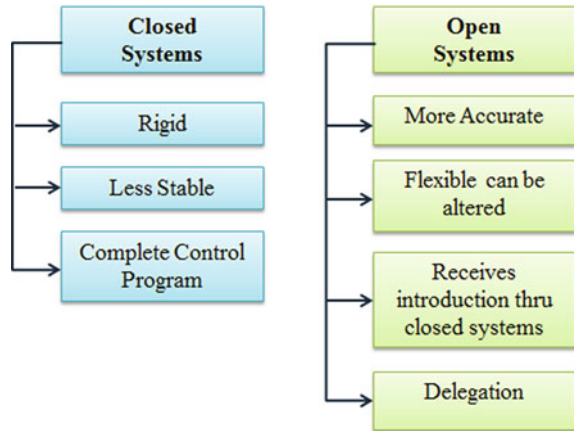 Closed
Systems
Rigid
Less Stable
Complete Control
Program
Open
Systems
More Accurate
Flexible can be
altered
Receives
introduction thru
closed systems
Delegation